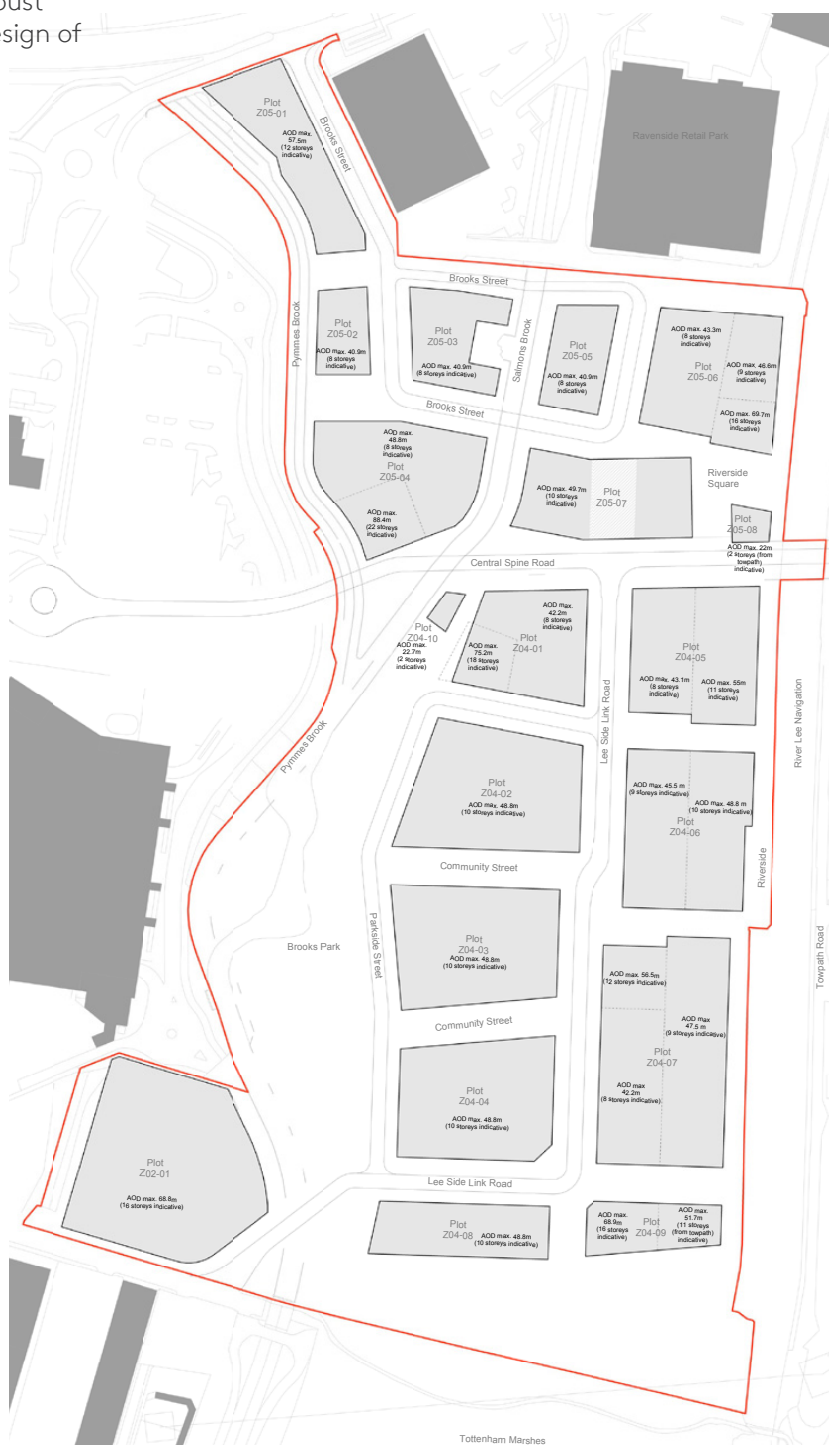 esign of
Plot
Z05-01
AOD max.
57.5m
(12 storeys
indicative)
Brooks Street
Ravenside Retail Park
Brooks Street
Pymmes Brook
Plot
Z05-02
AOD max. 40.9m
(8 storeys
indicative)
Plot
Z05-03
AOD max. 40.9m
(8 storeys indicative)
Salmons Brook
Plot
Z05-05
AOD max. 40.9m
(8 storeys
indicative)
AOD max. 43.3m
(8 storeys
indicative)
Plot
Z05-06
AOD max. 46.6m
(9 storeys
indicative)
AOD max. 69.7m
(16 storeys
indicative)
Brooks Street
AOD max.
48.8m
(8 storeys
indicative)
Plot
Z05-04
AOD max.
88.4m
(22 storeys
indicative)
AOD max. 49.7m
(10 storeys
indicative)
Plot
Z05-07
Riverside
Square
Plot
Z05-08
AOD max. 22m
(2 storeys (from
towpath)
indicative)
Central Spine Road
Plot
Z04-10
AOD max.
22.7m
(2 storeys
indicative)
AOD max.
42.2m
(8 storeys
indicative)
Plot
Z04-01
AOD max.
75.2m
(18 storeys
indicative)
Plot
Z04-05
AOD max. 43.1m
(8 storeys
indicative)
AOD max. 55m
(11 storeys
indicative)
Lee Side Link Road
River Lee Navigation
Pymmes Brook
Plot
Z04-02
AOD max. 48.8m
(10 storeys indicative)
AOD max. 45.5 m
(9 storeys indicative)
AOD max. 48.8 m
(10 storeys indicative)
Plot
Z04-06
Community Street
Riverside
Parkside Street
Brooks Park
Plot
Z04-03
AOD max. 48.8m
(10 storeys indicative)
Towpath Road
AOD max. 56.5m
(12 storeys indicative)
AOD max
47.5 m
(9 storeys indicative)
Community Street
Plot
Z04-07
AOD max
42.2m
(8 storeys indicative)
Plot
Z04-04
AOD max. 48.8m
(10 storeys indicative)
Plot
Z02-01
AOD max. 68.8m
(16 storeys indicative)
Lee Side Link Road
Plot
Z04-08
AOD max. 48.8m
(10 storeys indicative)
AOD max.
68.9m
(16 storeys
indicative)
Plot
Z04-09
AOD max.
51.7m
(11 storeys
(from towpath)
indicative)
Tottenham Marshes